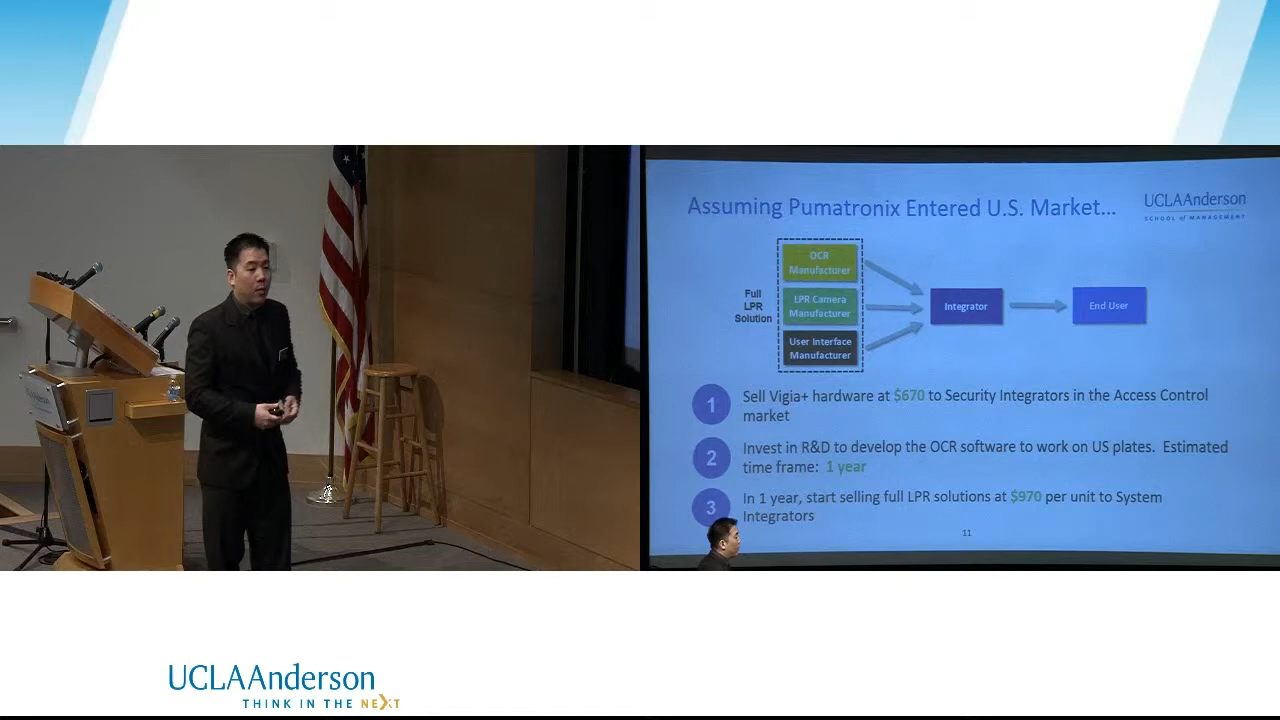 Assuming Pumatronix Entered U.S. Market...
UCLAAnderson
SCHOOL of MANAGEMENT
OCR
Manufacturer
Full
LPR
Solution
LPR Camera
Manufacturer
User Interface
Manufacturer
Integrator
End User
1
Sell Vigia+ hardware at $670 to Security Integrators in the Access Control
market
2
Invest in R&D to develop the OCR software to work on US plates. Estimated
time frame: 1 year
3
In 1 year, start selling full LPR solutions at $970 per unit to System
Integrators
11
UCLAAnderson
THINK IN THE NEXT